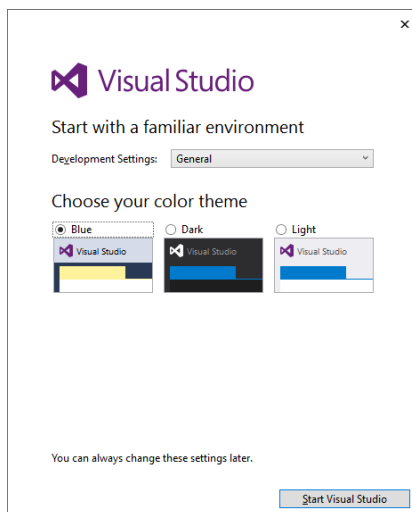 Visual Studio
Start with a familiar environment
Development Settings: General
Choose your color theme
Blue Dark Light
Visual Studio Visual Studio Visual Studio
You can always change these settings later.
Start Visual Studio